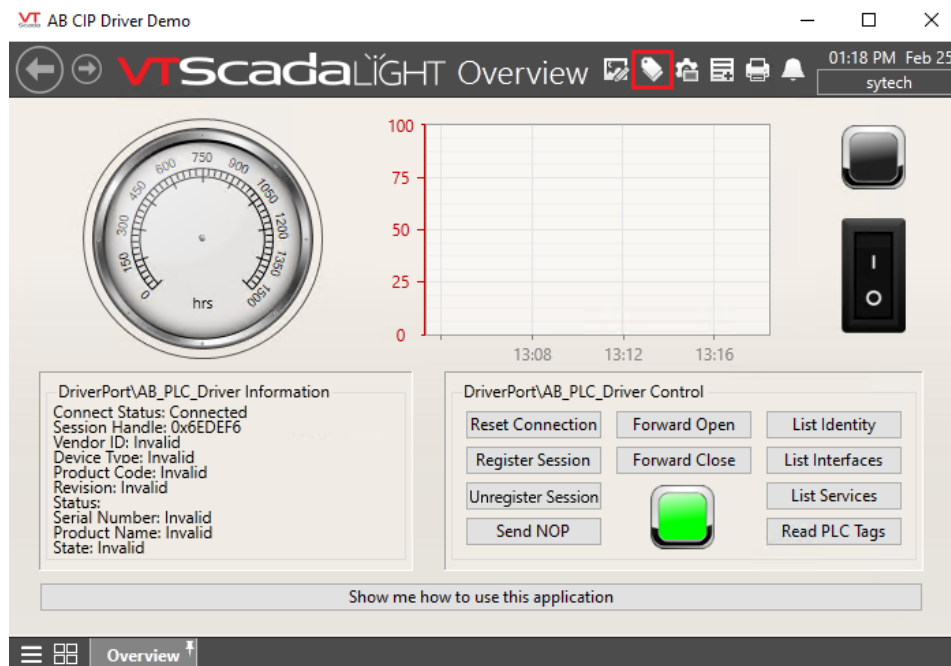 VT Scada AB CIP Driver Demo
VTScadaLIGHT Overview
01:18 PM Feb 25
sytech
0
150
300
450
600
750
900
1050
1200
1350
1500
hrs
100
75
50
25
0
13:08 13:12 13:16
I
O
DriverPort\AB_PLC_Driver Information
Connect Status: Connected
Session Handle: 0x6EDEF6
Vendor ID: Invalid
Device Type: Invalid
Product Code: Invalid
Revision: Invalid
Status:
Serial Number: Invalid
Product Name: Invalid
State: Invalid
DriverPort\AB_PLC_Driver Control
Reset Connection Forward Open List Identity
Register Session Forward Close List Interfaces
Unregister Session List Services
Send NOP Read PLC Tags
Show me how to use this application
Overview